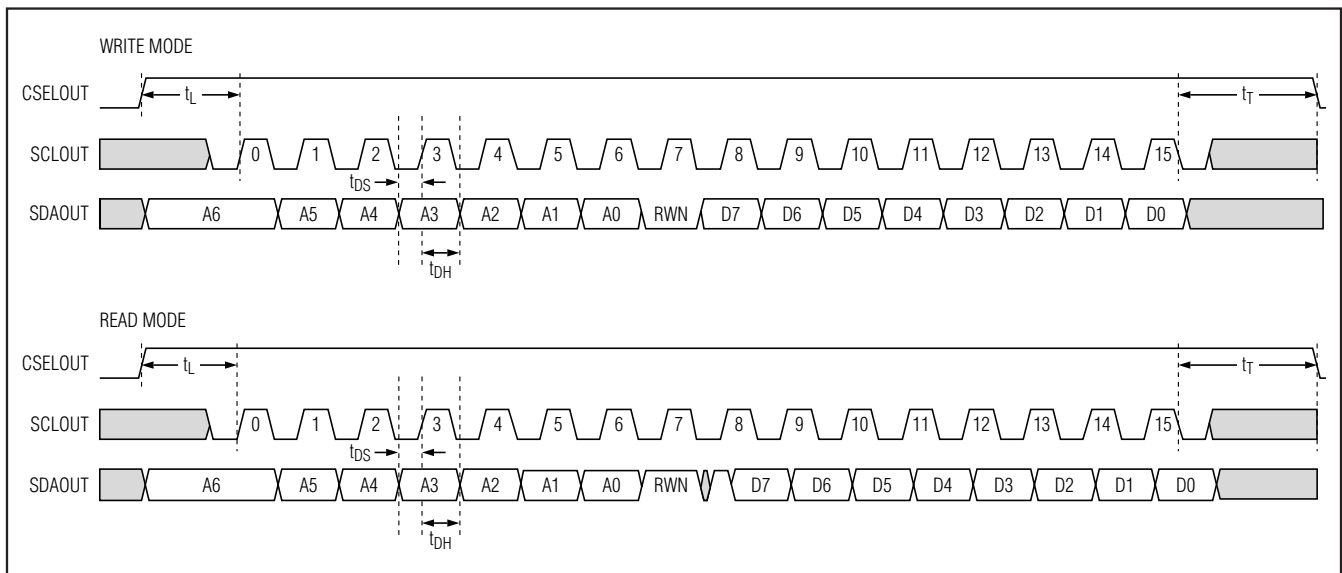 WRITE MODE
CSELOUT tL tT
SCLOUT 0 1 2 3 4 5 6 7 8 9 10 11 12 13 14 15
tDS
SDAOUT A6 A5 A4 A3 A2 A1 A0 RWN D7 D6 D5 D4 D3 D2 D1 D0
tDH
READ MODE
CSELOUT tL tT
SCLOUT 0 1 2 3 4 5 6 7 8 9 10 11 12 13 14 15
tDS
SDAOUT A6 A5 A4 A3 A2 A1 A0 RWN D7 D6 D5 D4 D3 D2 D1 D0
tDH